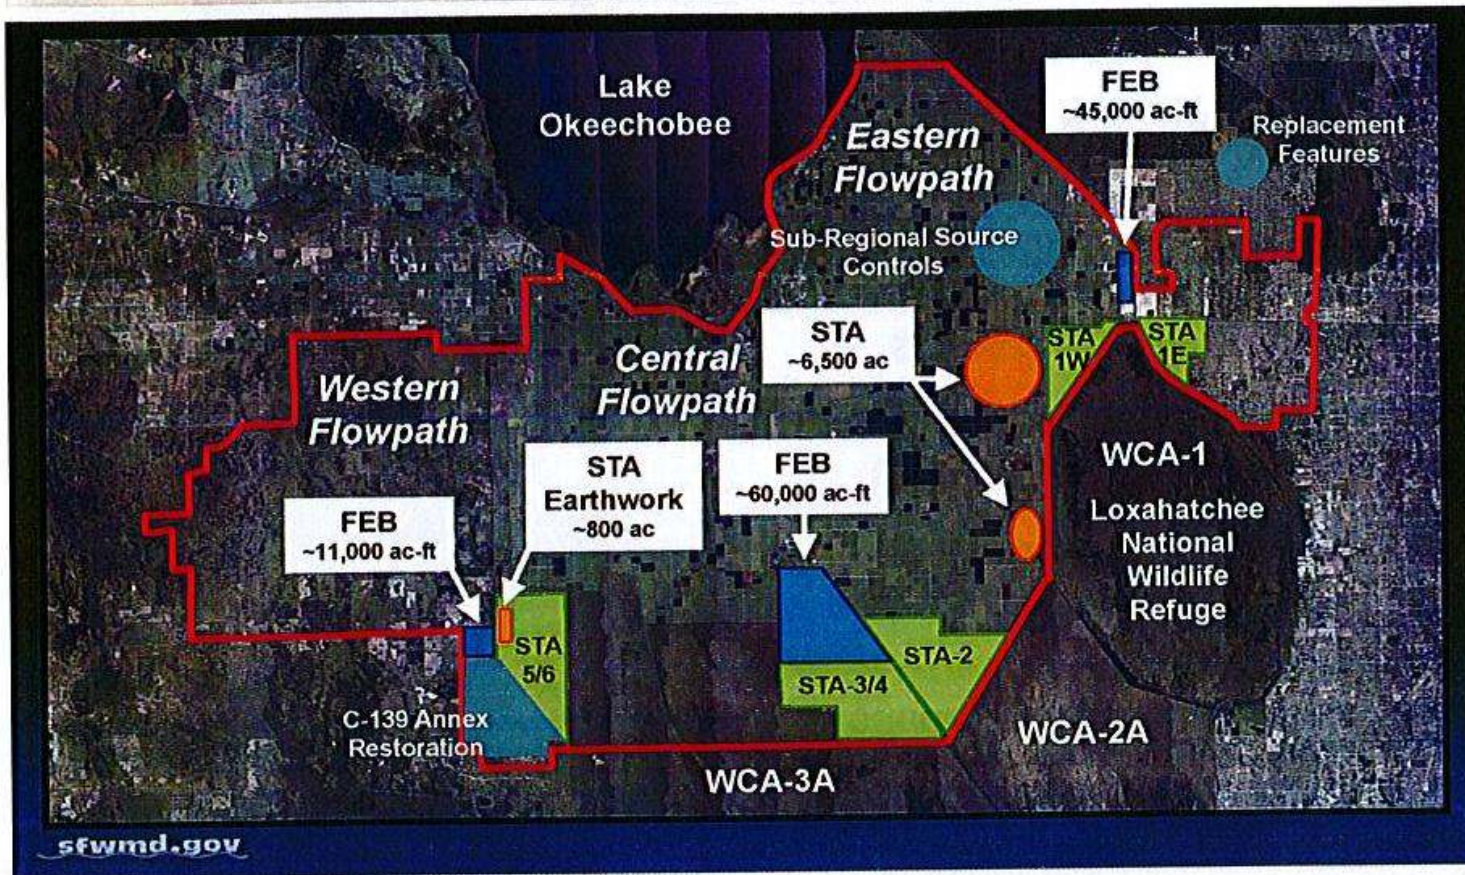 Lake
Okeechobee
FEB
~45,000 ac-ft
Replacement
Features
Eastern
Flowpath
Sub-Regional Source
Controls
STA
~6,500 ac
STA
1W
STA
1E
Central
Flowpath
Western
Flowpath
WCA-1
Loxahatchee
National
Wildlife
Refuge
STA
Earthwork
~800 ac
FEB
~60,000 ac-ft
FEB
~11,000 ac-ft
STA
5/6
STA-2
STA-3/4
C-139 Annex
Restoration
WCA-2A
WCA-3A
sfwmd.gov